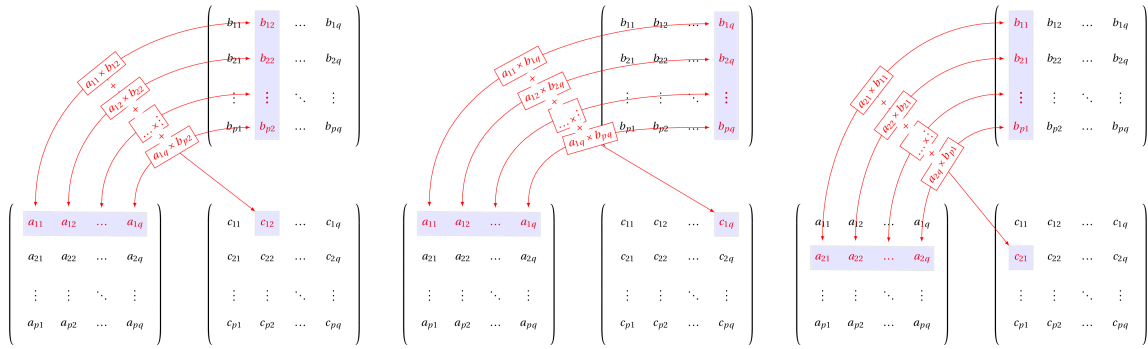 b₁₁ b₁₂ … b₁q
b₂₁ b₂₂ … b₂q
⋮ ⋮ ⋱ ⋮
bₚ₁ bₚ₂ … bₚq
a₁₁ × b₁₂
+
a₁₂ × b₂₂
+
… × ⋮
+
a₁q × bₚ₂
a₁₁ a₁₂ … a₁q
a₂₁ a₂₂ … a₂q
⋮ ⋮ ⋱ ⋮
aₚ₁ aₚ₂ … aₚq
c₁₁ c₁₂ … c₁q
c₂₁ c₂₂ … c₂q
⋮ ⋮ ⋱ ⋮
cₚ₁ cₚ₂ … cₚq
b₁₁ b₁₂ … b₁q
b₂₁ b₂₂ … b₂q
⋮ ⋮ ⋱ ⋮
bₚ₁ bₚ₂ … bₚq
a₁₁ × b₁q
+
a₁₂ × b₂q
+
… × ⋮
+
a₁q × bₚq
a₁₁ a₁₂ … a₁q
a₂₁ a₂₂ … a₂q
⋮ ⋮ ⋱ ⋮
aₚ₁ aₚ₂ … aₚq
c₁₁ c₁₂ … c₁q
c₂₁ c₂₂ … c₂q
⋮ ⋮ ⋱ ⋮
cₚ₁ cₚ₂ … cₚq
b₁₁ b₁₂ … b₁q
b₂₁ b₂₂ … b₂q
⋮ ⋮ ⋱ ⋮
bₚ₁ bₚ₂ … bₚq
a₂₁ × b₁₁
+
a₂₂ × b₂₁
+
… × ⋮
+
a₂q × bₚ₁
a₁₁ a₁₂ … a₁q
a₂₁ a₂₂ … a₂q
⋮ ⋮ ⋱ ⋮
aₚ₁ aₚ₂ … aₚq
c₁₁ c₁₂ … c₁q
c₂₁ c₂₂ … c₂q
⋮ ⋮ ⋱ ⋮
cₚ₁ cₚ₂ … cₚq